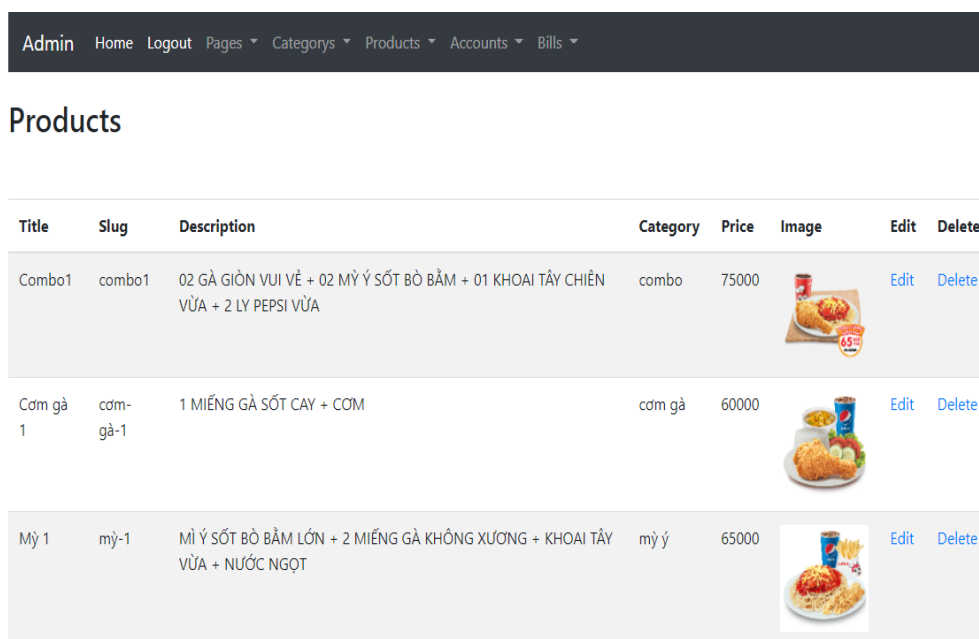 Admin Home Logout Pages Categorys Products Accounts Bills
Products
Title Slug Description Category Price Image Edit Delete
Combo1 combo1 02 GÀ GIÒN VUI VẺ + 02 MỲ Ý SỐT BÒ BẰM + 01 KHOAI TÂY CHIÊN combo 75000 Edit Delete
VỪA + 2 LY PEPSI VỪA
65
Cơm gà cơm- 1 MIẾNG GÀ SỐT CAY + CƠM cơm gà 60000 Edit Delete
1 gà-1
Mỳ 1 mỳ-1 MÌ Ý SỐT BÒ BẰM LỚN + 2 MIẾNG GÀ KHÔNG XƯƠNG + KHOAI TÂY mỳ ý 65000 Edit Delete
VỪA + NƯỚC NGỌT